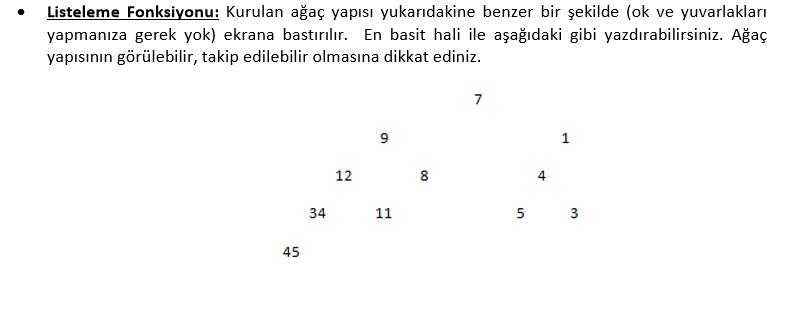 • Listeleme Fonksiyonu: Kurulan ağaç yapısı yukarıdakine benzer bir şekilde (ok ve yuvarlakları
yapmanıza gerek yok) ekrana bastırılır. En basit hali ile aşağıdaki gibi yazdırabilirsiniz. Ağaç
yapısının görülebilir, takip edilebilir olmasına dikkat ediniz.
7
9 1
12 8 4
34 11 5 3
45